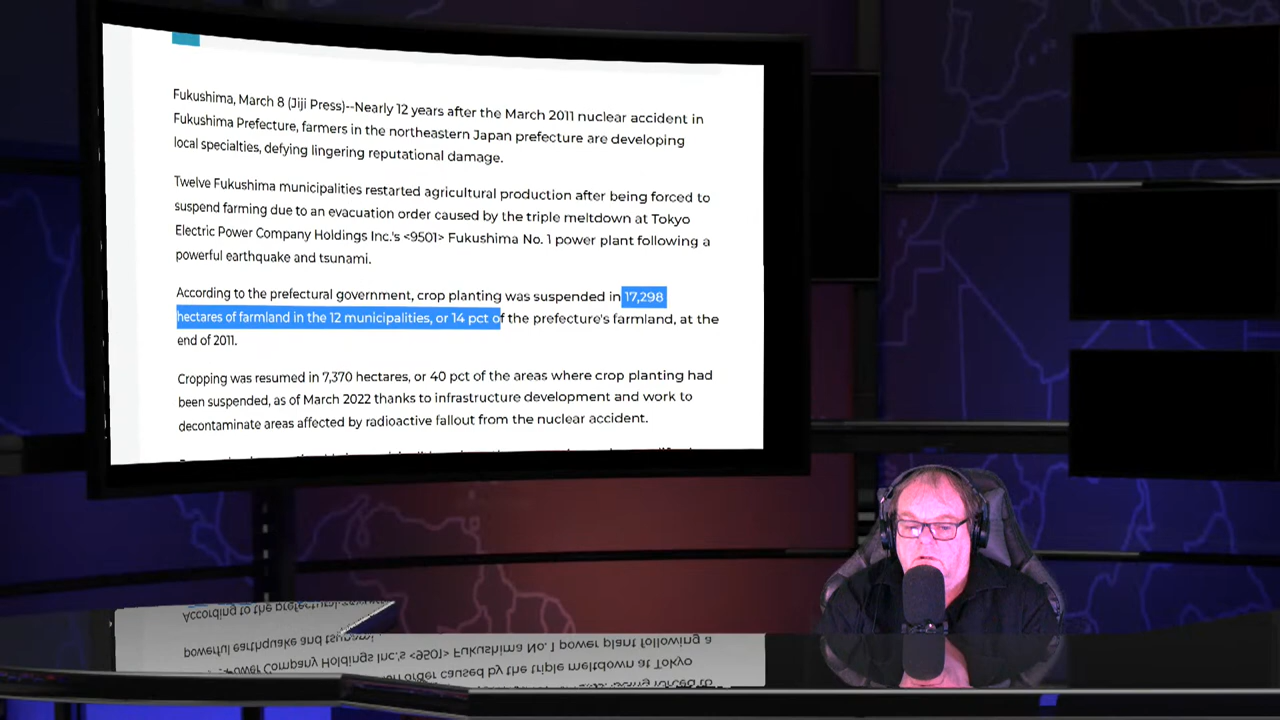 Fukushima, March 8 (Jiji Press)--Nearly 12 years after the March 2011 nuclear accident in
Fukushima Prefecture, farmers in the northeastern Japan prefecture are developing
local specialties, defying lingering reputational damage.
Twelve Fukushima municipalities restarted agricultural production after being forced to
suspend farming due to an evacuation order caused by the triple meltdown at Tokyo
Electric Power Company Holdings Inc.'s <9501> Fukushima No. 1 power plant following a
powerful earthquake and tsunami.
According to the prefectural government, crop planting was suspended in 17,298
hectares of farmland in the 12 municipalities, or 14 pct of the prefecture's farmland, at the
end of 2011.
Cropping was resumed in 7,370 hectares, or 40 pct of the areas where crop planting had
been suspended, as of March 2022 thanks to infrastructure development and work to
decontaminate areas affected by radioactive fallout from the nuclear accident.